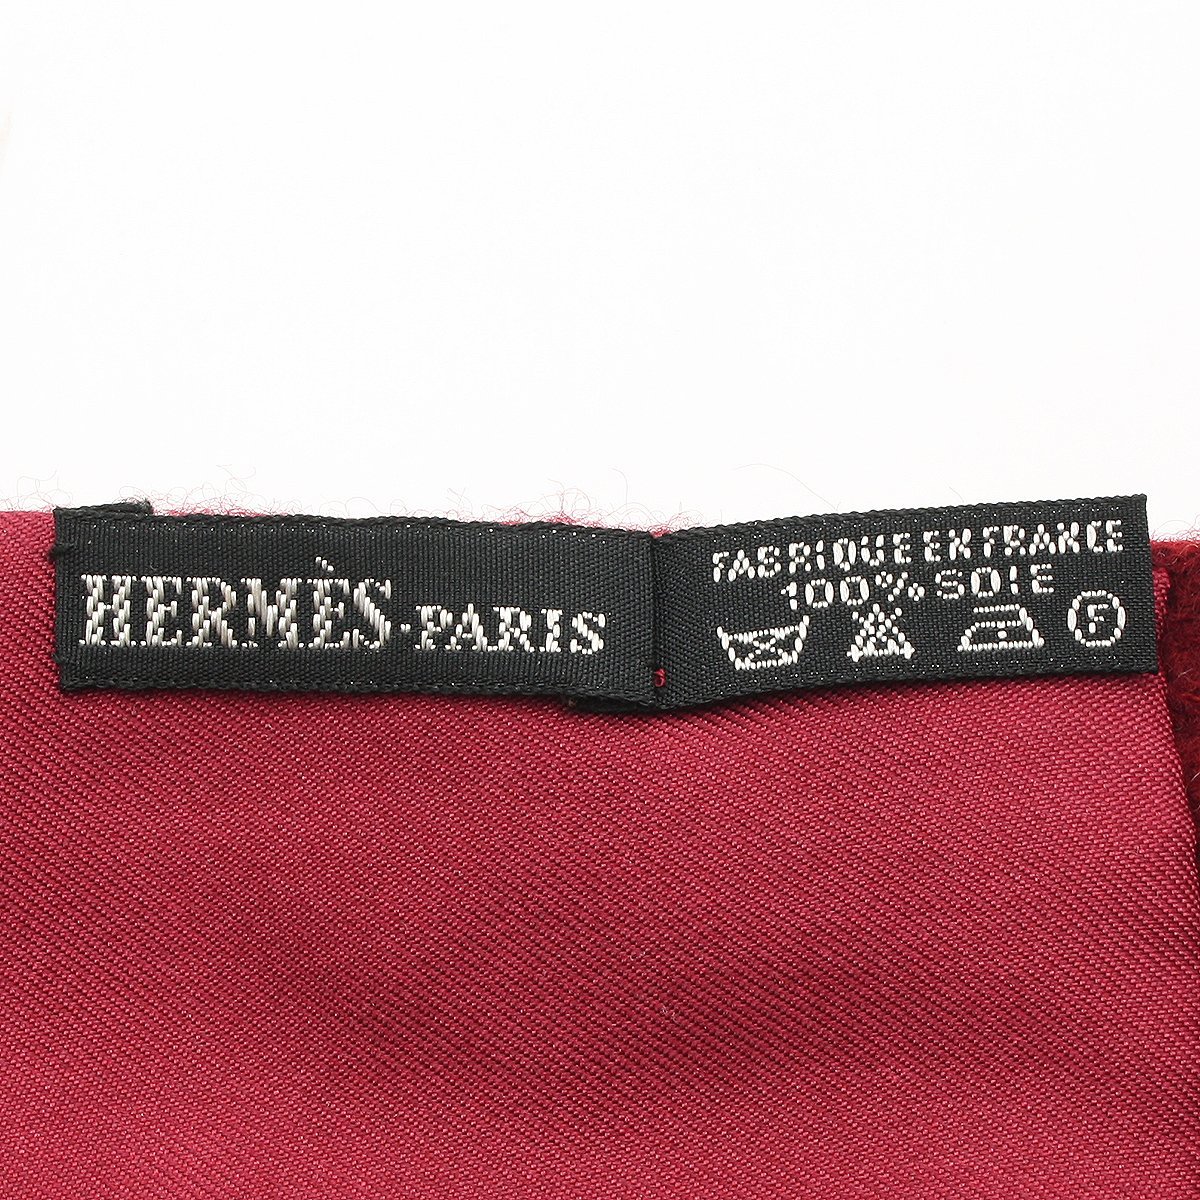 HERMÈS-PARIS
FABRIQUE EN FRANCE
100% SOIE
F